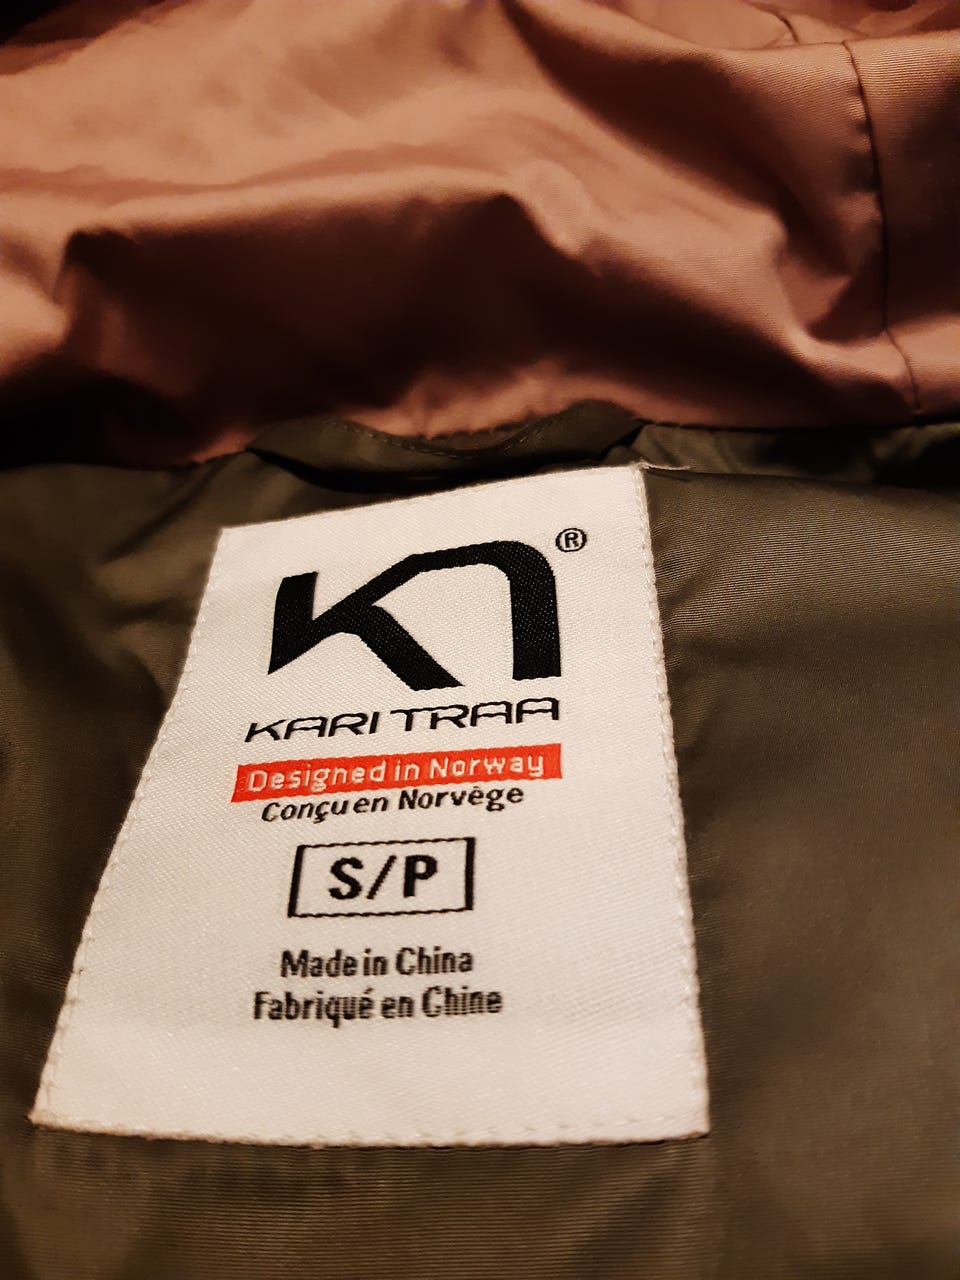 ®
KARI TRAA
Designed in Norway
Conçu en Norvège
S/P
Made in China
Fabriqué en Chine